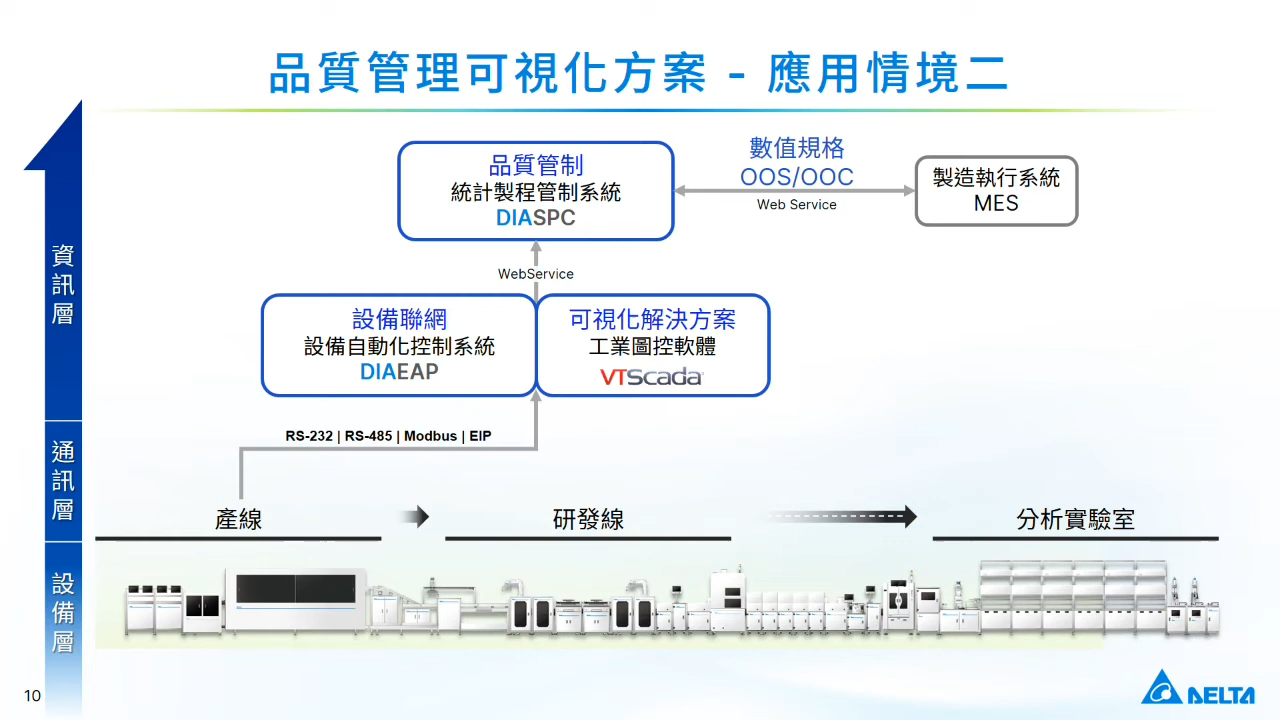 品質管理可視化方案 - 應用情境二
品質管制
統計製程管制系統
DIASPC
數值規格
OOS/OOC
Web Service
製造執行系統
MES
WebService
設備聯網
設備自動化控制系統
DIAEAP
可視化解決方案
工業圖控軟體
VTScada
RS-232 | RS-485 | Modbus | EIP
資訊層
通訊層
設備層
產線
研發線
分析實驗室
10
DELTA